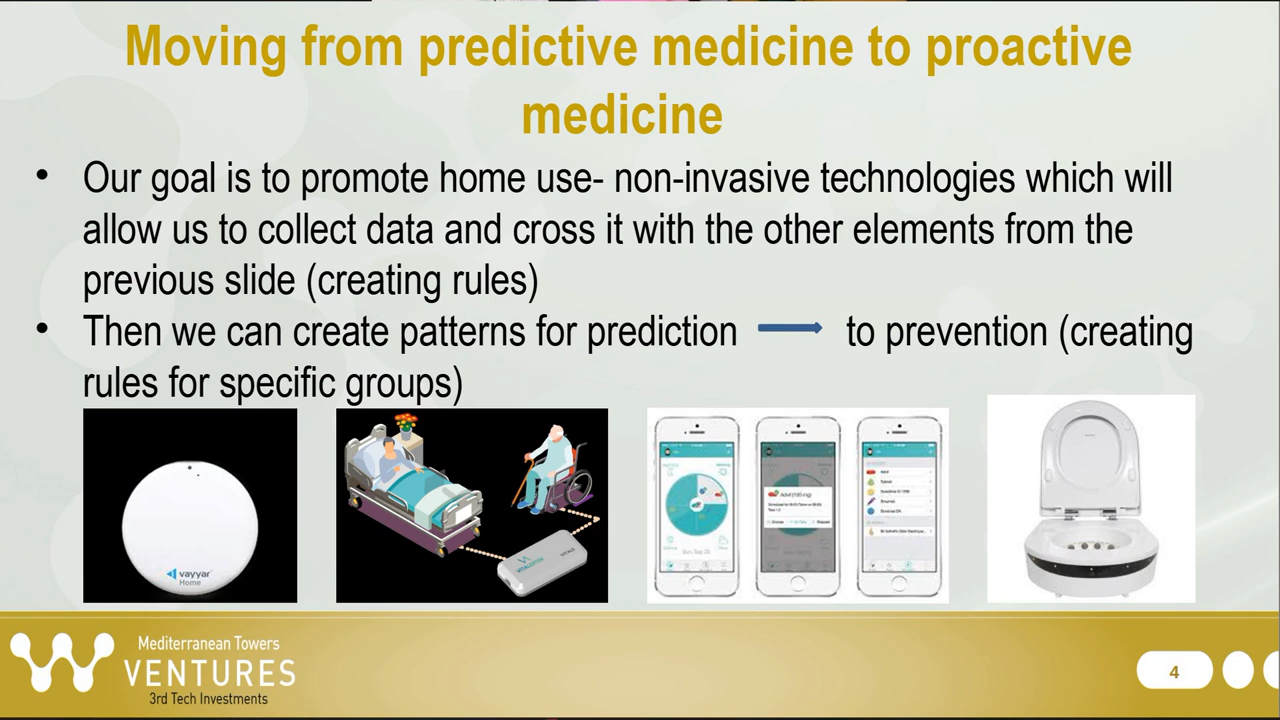 Moving from predictive medicine to proactive
medicine
• Our goal is to promote home use- non-invasive technologies which will
allow us to collect data and cross it with the other elements from the
previous slide (creating rules)
• Then we can create patterns for prediction → to prevention (creating
rules for specific groups)
vayyar
Home
Mediterranean Towers
VENTURES
3rd Tech Investments
4